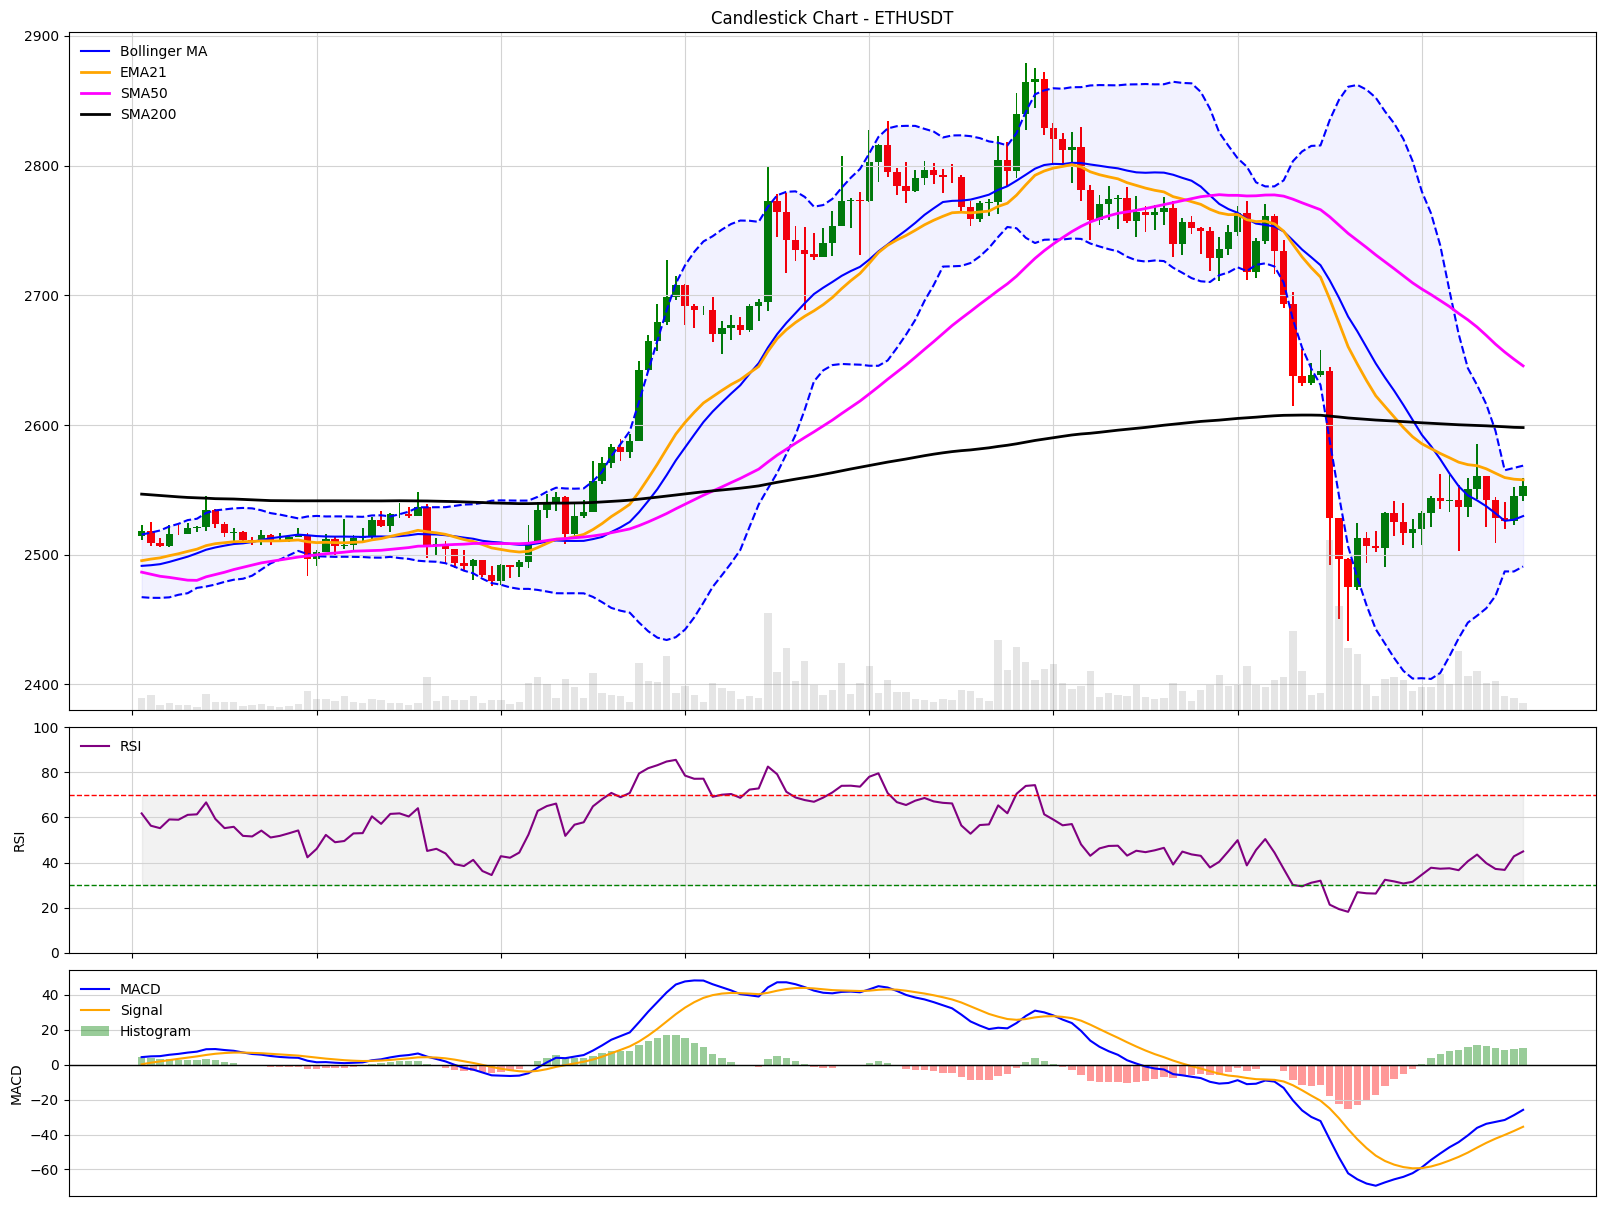 Candlestick Chart - ETHUSDT
2900
2800
2700
2600
2500
2400
Bollinger MA
EMA21
SMA50
SMA200
100
80
60
40
20
0
RSI
RSI
40
20
0
−20
−40
−60
MACD
MACD
Signal
Histogram